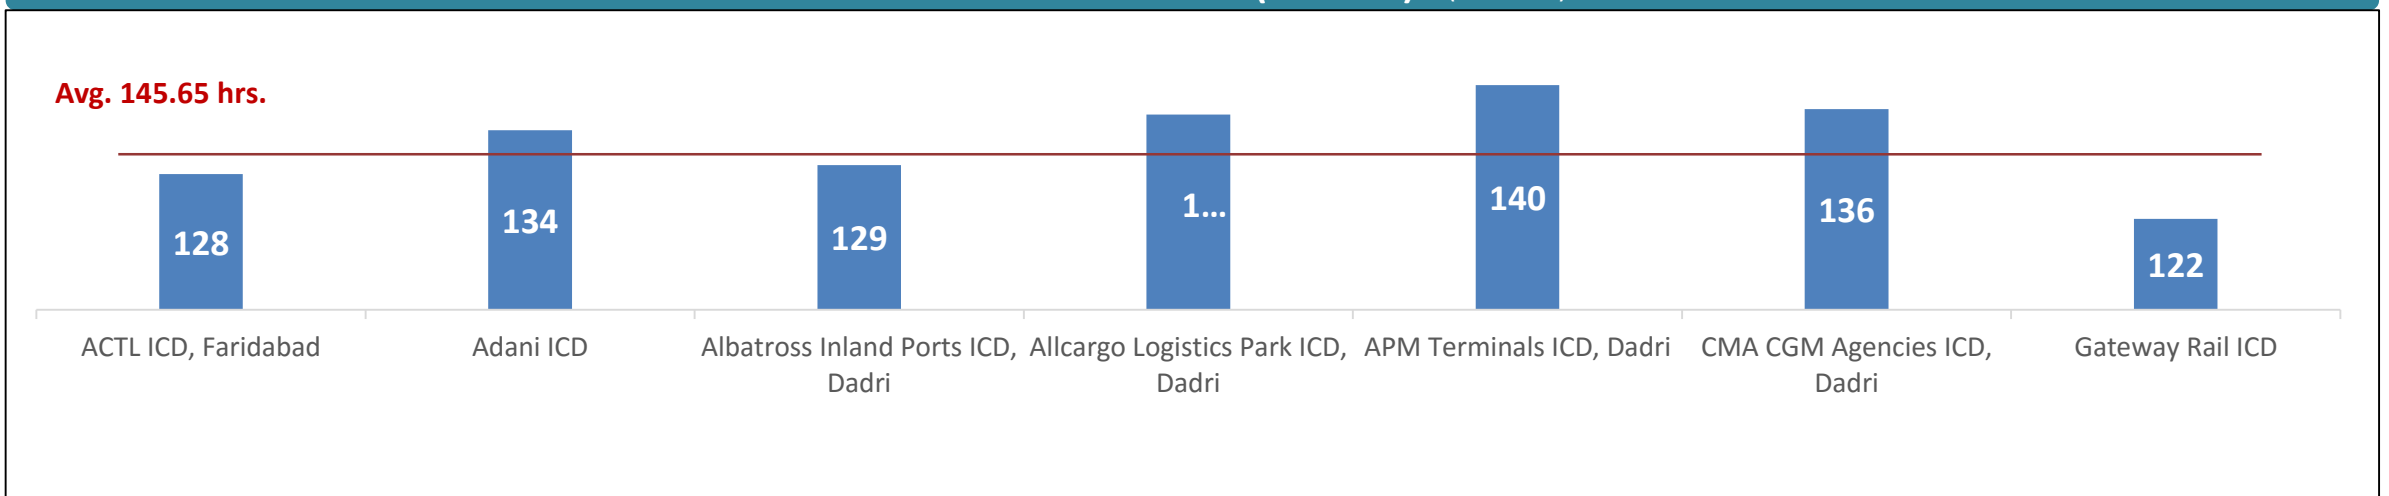 Avg. 145.65 hrs.
128
134
129
1...
140
136
122
ACTL ICD, Faridabad
Adani ICD
Albatross Inland Ports ICD,
Dadri
Allcargo Logistics Park ICD,
Dadri
APM Terminals ICD, Dadri
CMA CGM Agencies ICD,
Dadri
Gateway Rail ICD